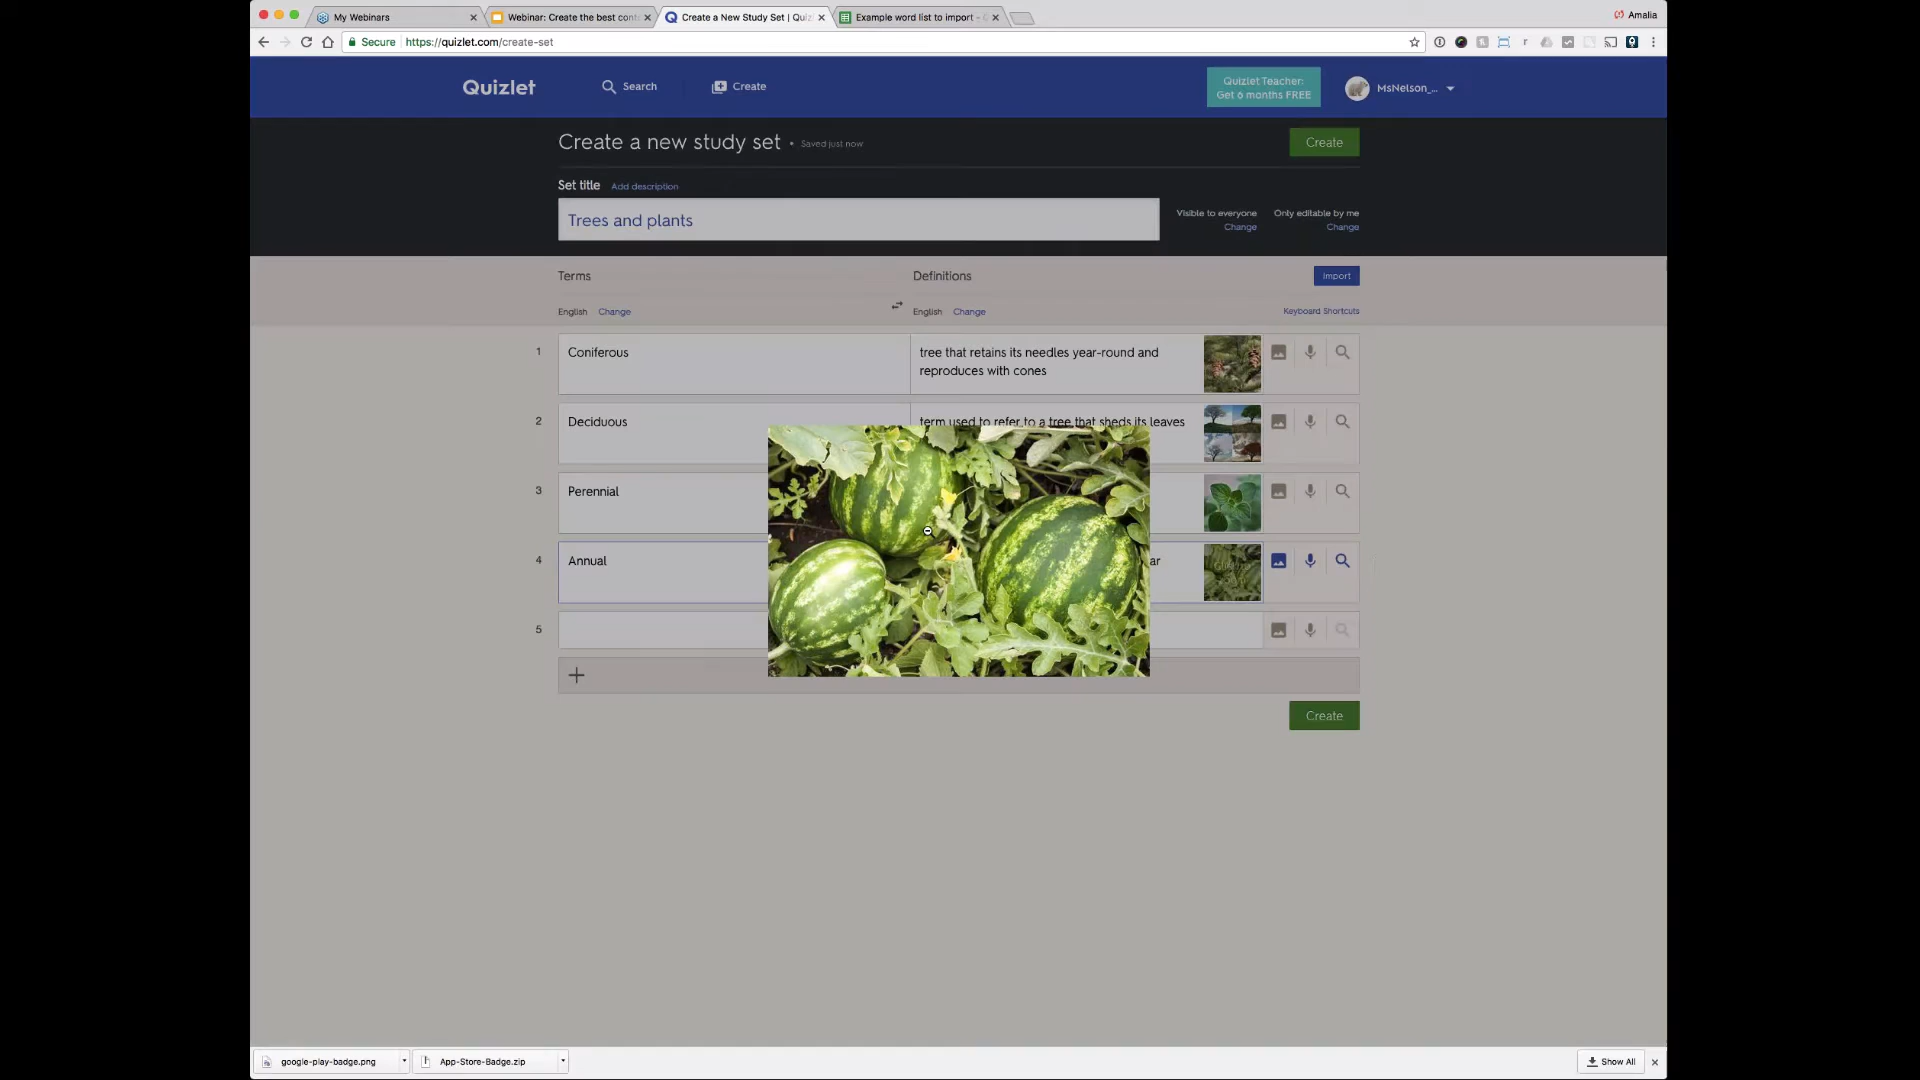 My Webinars
Webinar: Create the best cont
Create a New Study Set | Quiz
Example word list to import -
Amalia
Secure
https://quizlet.com/create-set
Quizlet
Search
Create
Quizlet Teacher:
Get 6 months FREE
MsNelson_...
Create a new study set • Saved just now
Create
Set title
Add description
Trees and plants
Visible to everyone
Change
Only editable by me
Change
Terms
Definitions
Import
English
Change
English
Change
Keyboard Shortcuts
1
Coniferous
tree that retains its needles year-round and
reproduces with cones
2
Deciduous
term used to refer to a tree that sheds its leaves
3
Perennial
4
Annual
ar
5
+
Create
google-play-badge.png
App-Store-Badge.zip
Show All